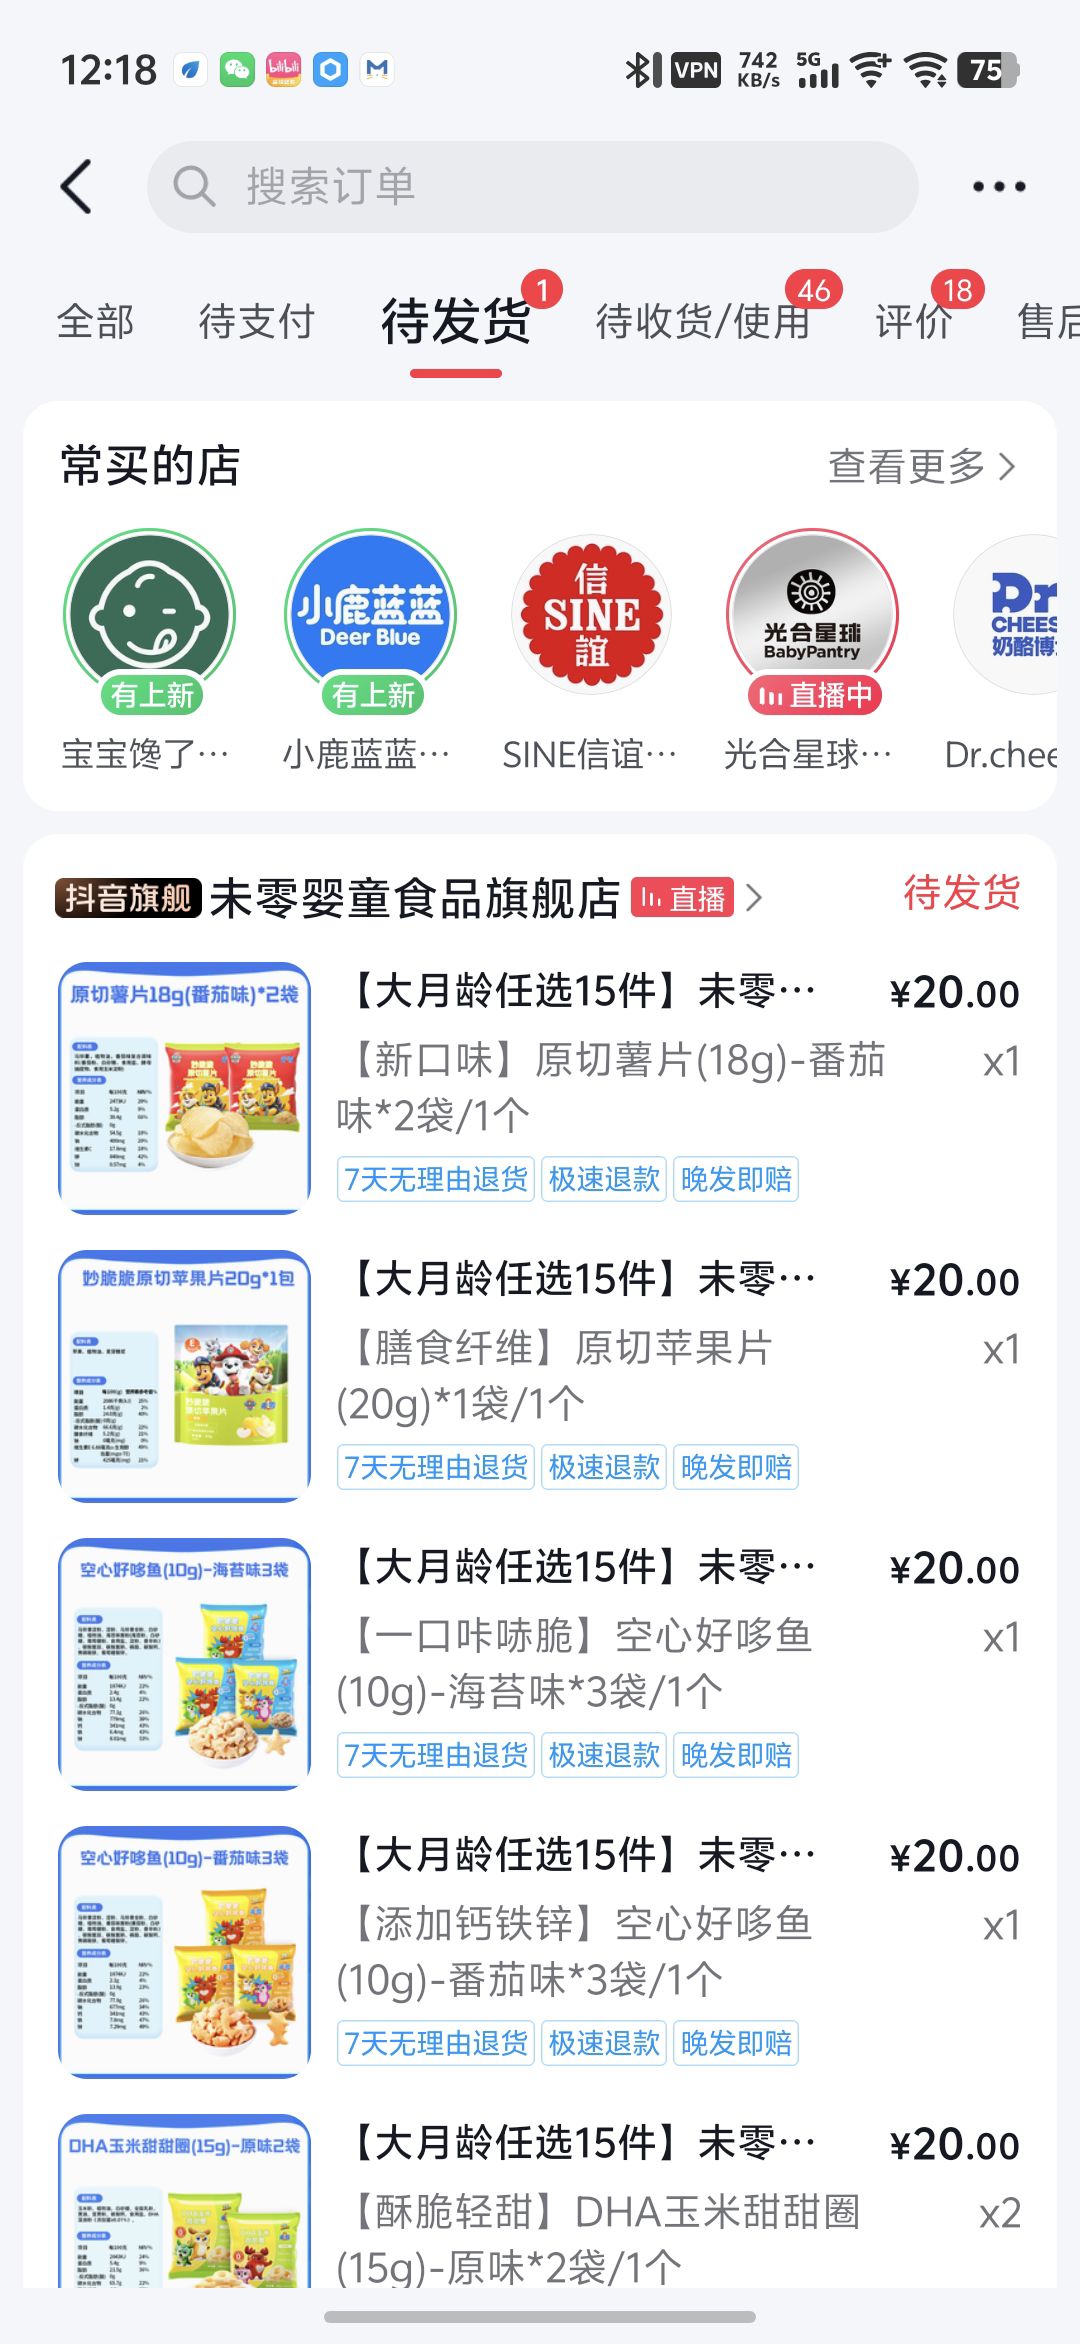 12:18
VPN
742 KB/s
5G
75
搜索订单
全部
待支付
待发货
1
待收货/使用
46
评价
18
售后
常买的店
查看更多
小鹿蓝蓝
Deer Blue
信
SINE
誼
光合星球
BabyPantry
Dr
CHEES
奶酪博
有上新
有上新
直播中
宝宝馋了…
小鹿蓝蓝…
SINE信谊…
光合星球…
Dr.chee
抖音旗舰 未零婴童食品旗舰店 直播
待发货
原切薯片18g(番茄味)*2袋
【大月龄任选15件】未零…
¥20.00
【新口味】原切薯片(18g)-番茄
味*2袋/1个
x1
7天无理由退货 极速退款 晚发即赔
妙脆脆原切苹果片20g*1包
【大月龄任选15件】未零…
¥20.00
【膳食纤维】原切苹果片
(20g)*1袋/1个
x1
7天无理由退货 极速退款 晚发即赔
空心好哆鱼(10g)-海苔味3袋
【大月龄任选15件】未零…
¥20.00
【一口咔哧脆】空心好哆鱼
(10g)-海苔味*3袋/1个
x1
7天无理由退货 极速退款 晚发即赔
空心好哆鱼(10g)-番茄味3袋
【大月龄任选15件】未零…
¥20.00
【添加钙铁锌】空心好哆鱼
(10g)-番茄味*3袋/1个
x1
7天无理由退货 极速退款 晚发即赔
DHA玉米甜甜圈(15g)-原味2袋
【大月龄任选15件】未零…
¥20.00
【酥脆轻甜】DHA玉米甜甜圈
(15g)-原味*2袋/1个
x2